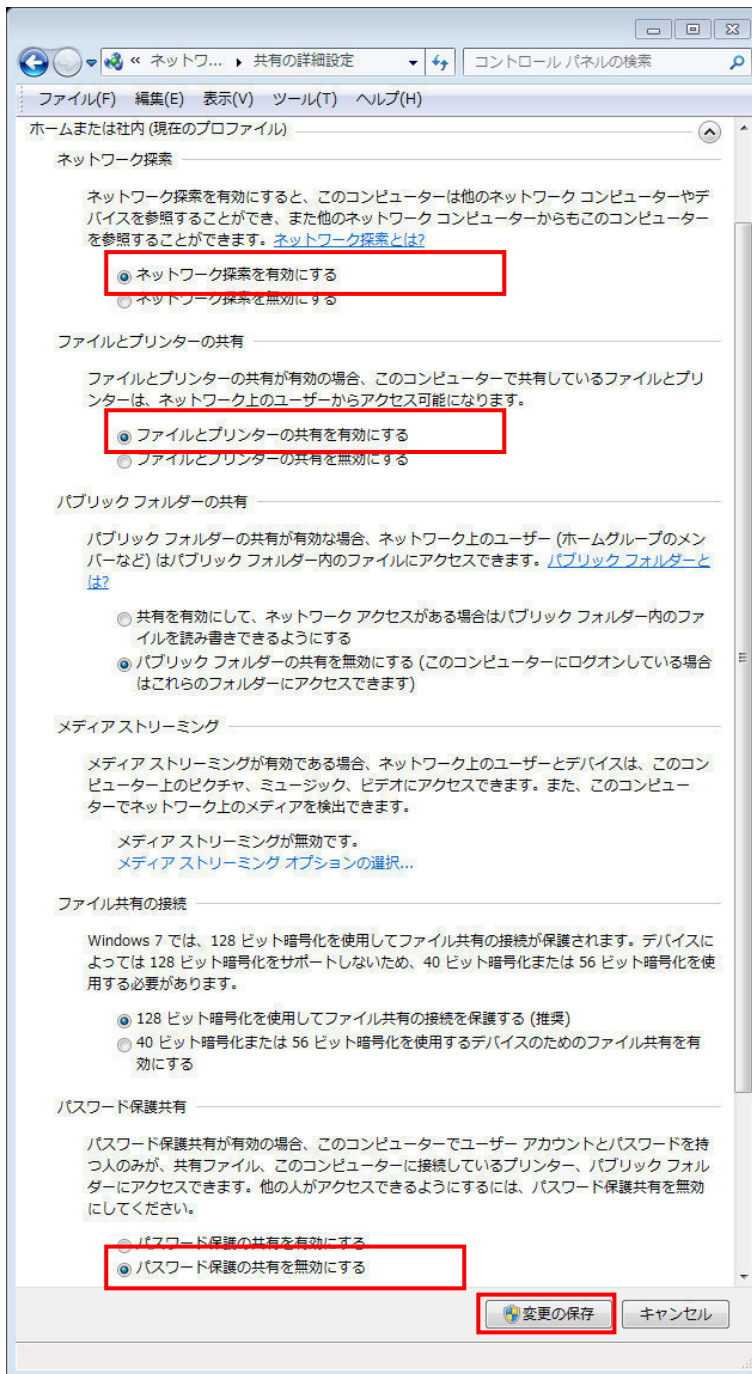 « ネットワ... ▸ 共有の詳細設定
コントロール パネルの検索
ファイル(F) 編集(E) 表示(V) ツール(T) ヘルプ(H)
ホームまたは社内 (現在のプロファイル)
ネットワーク探索
ネットワーク探索を有効にすると、このコンピューターは他のネットワーク コンピューターやデ
バイスを参照することができ、また他のネットワーク コンピューターからもこのコンピューター
を参照することができます。ネットワーク探索とは?
ネットワーク探索を有効にする
ネットワーク探索を無効にする
ファイルとプリンターの共有
ファイルとプリンターの共有が有効の場合、このコンピューターで共有しているファイルとプリ
ンターは、ネットワーク上のユーザーからアクセス可能になります。
ファイルとプリンターの共有を有効にする
ファイルとプリンターの共有を無効にする
パブリック フォルダーの共有
パブリック フォルダーの共有が有効な場合、ネットワーク上のユーザー (ホームグループのメン
バーなど) はパブリック フォルダー内のファイルにアクセスできます。パブリック フォルダーと
は?
共有を有効にして、ネットワーク アクセスがある場合はパブリック フォルダー内のファ
イルを読み書きできるようにする
パブリック フォルダーの共有を無効にする (このコンピューターにログオンしている場合
はこれらのフォルダーにアクセスできます)
メディア ストリーミング
メディア ストリーミングが有効である場合、ネットワーク上のユーザーとデバイスは、このコン
ピューター上のピクチャ、ミュージック、ビデオにアクセスできます。また、このコンピュー
ターでネットワーク上のメディアを検出できます。
メディア ストリーミングが無効です。
メディア ストリーミング オプションの選択...
ファイル共有の接続
Windows 7 では、128 ビット暗号化を使用してファイル共有の接続が保護されます。デバイスに
よっては 128 ビット暗号化をサポートしないため、40 ビット暗号化または 56 ビット暗号化を使
用する必要があります。
128 ビット暗号化を使用してファイル共有の接続を保護する (推奨)
40 ビット暗号化または 56 ビット暗号化を使用するデバイスのためのファイル共有を有
効にする
パスワード保護共有
パスワード保護共有が有効の場合、このコンピューターでユーザー アカウントとパスワードを持
つ人のみが、共有ファイル、このコンピューターに接続しているプリンター、パブリック フォル
ダーにアクセスできます。他の人がアクセスできるようにするには、パスワード保護共有を無効
にしてください。
パスワード保護の共有を有効にする
パスワード保護の共有を無効にする
変更の保存 キャンセル